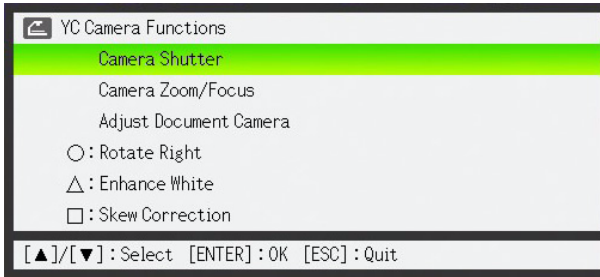 YC Camera Functions
Camera Shutter
Camera Zoom/Focus
Adjust Document Camera
○:Rotate Right
△:Enhance White
□:Skew Correction
[▲]/[▼]:Select [ENTER]:OK [ESC]:Quit